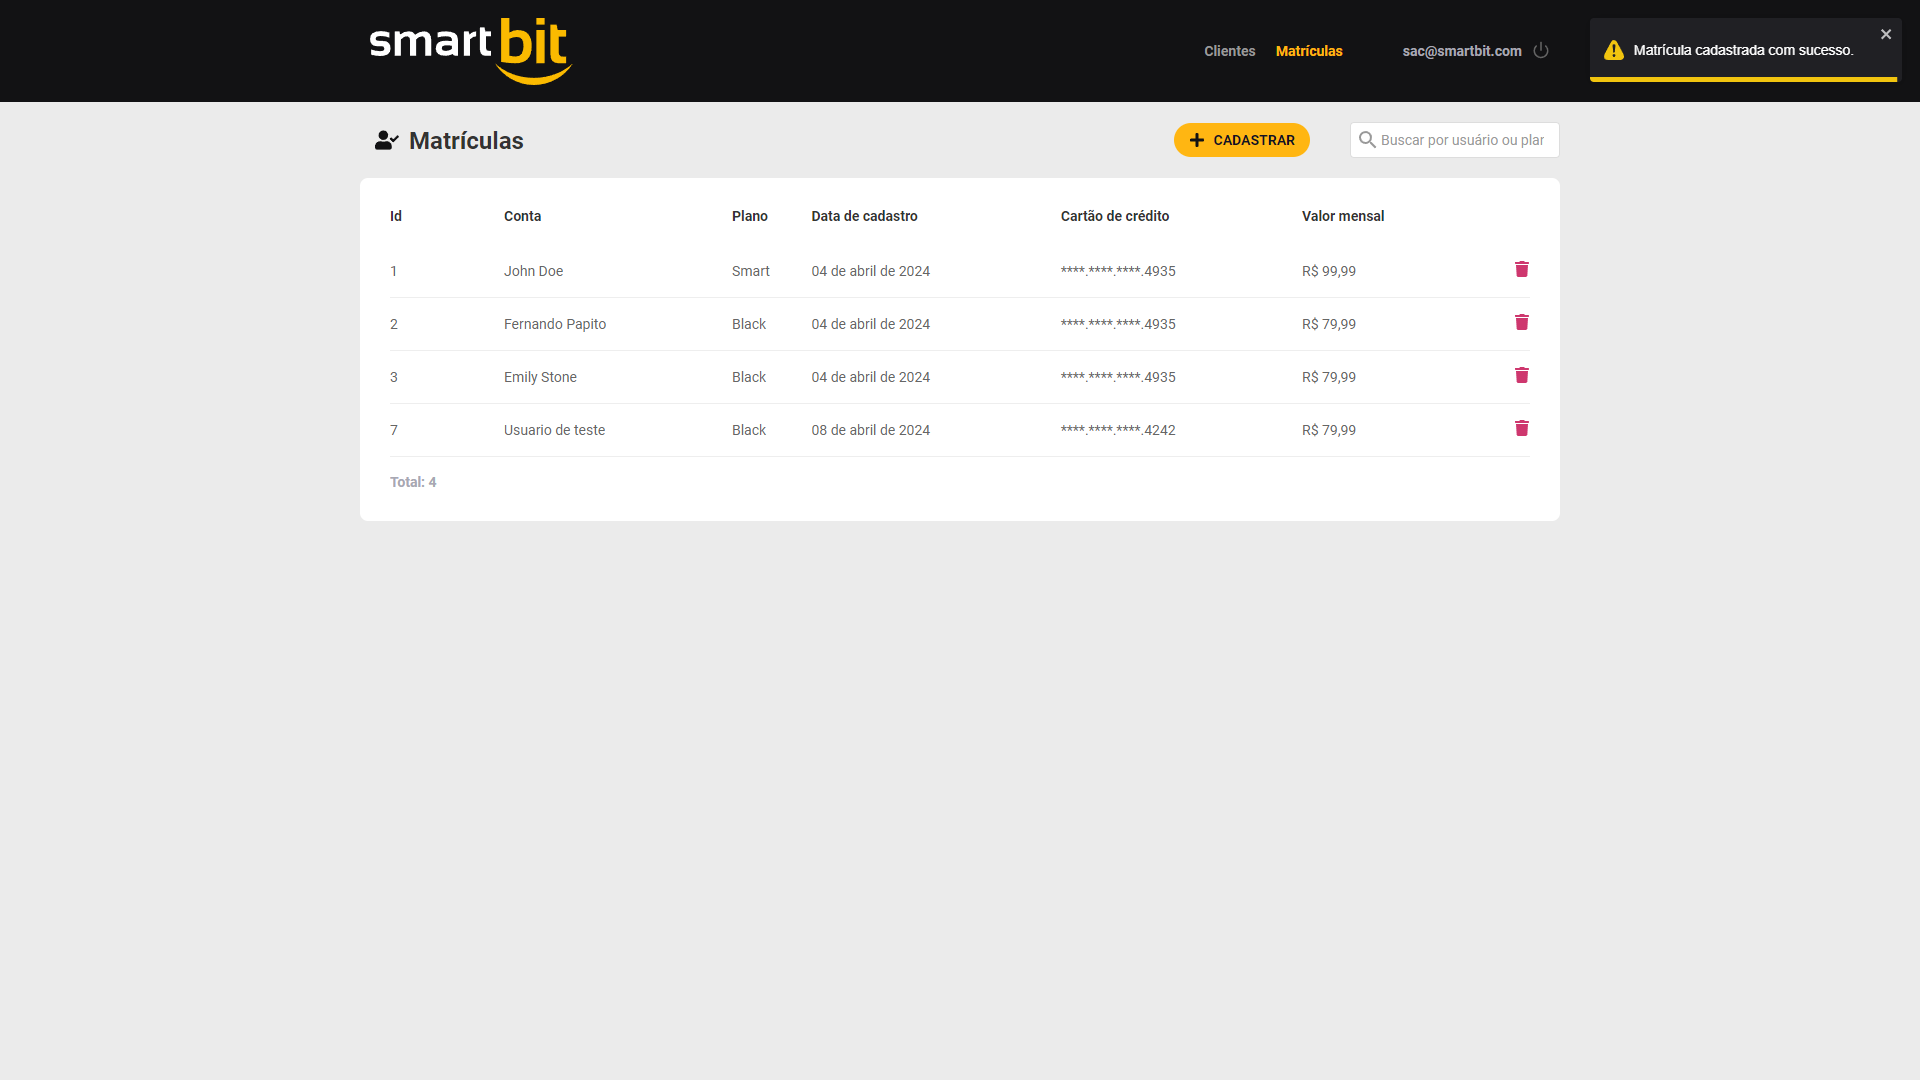 smartbit
Clientes Matrículas sac@smartbit.com
Matrícula cadastrada com sucesso.
Matrículas
CADASTRAR
Buscar por usuário ou plar
Id Conta Plano Data de cadastro Cartão de crédito Valor mensal
1 John Doe Smart 04 de abril de 2024 ****.****.****.4935 R$ 99,99
2 Fernando Papito Black 04 de abril de 2024 ****.****.****.4935 R$ 79,99
3 Emily Stone Black 04 de abril de 2024 ****.****.****.4935 R$ 79,99
7 Usuario de teste Black 08 de abril de 2024 ****.****.****.4242 R$ 79,99
Total: 4